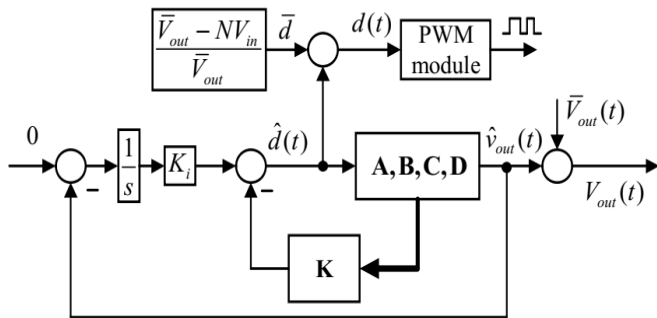 V̄out − NVin
V̄out
d̄
d(t)
PWM
module
0
−
1
s
Ki
−
d̂(t)
A,B,C,D
v̂out(t)
V̄out(t)
Vout(t)
K